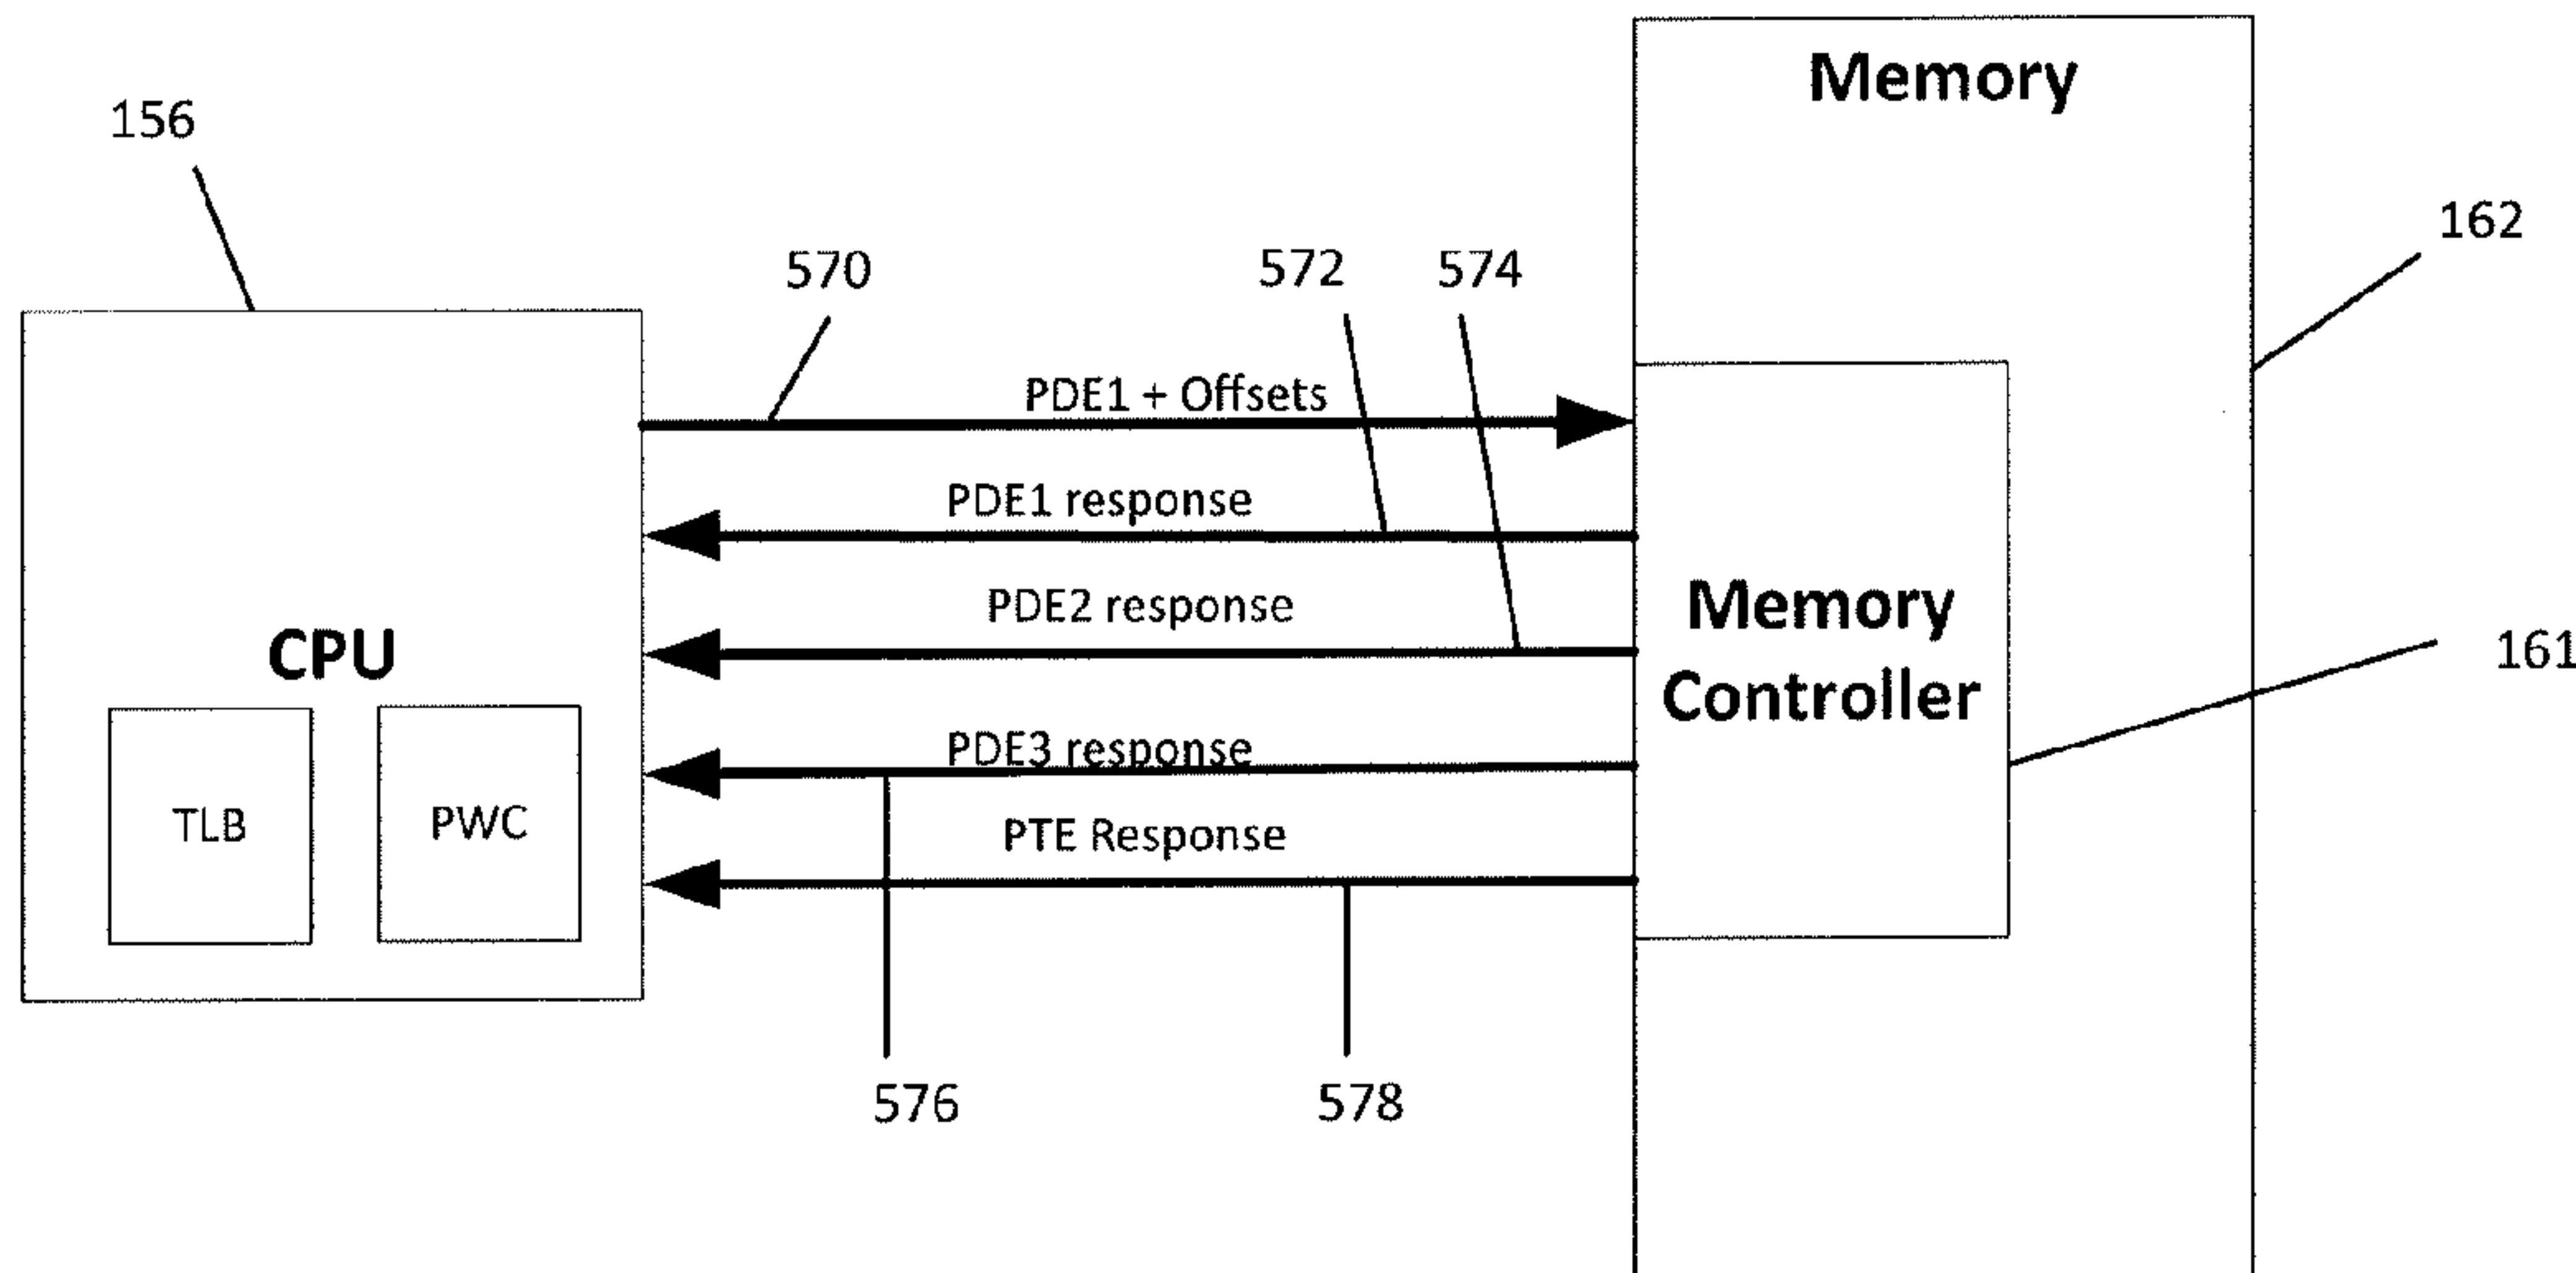 Memory
156
162
570
572
574
PDE1 + Offsets
PDE1 response
PDE2 response
Memory
Controller
CPU
161
PDE3 response
TLB
PWC
PTE Response
576
578